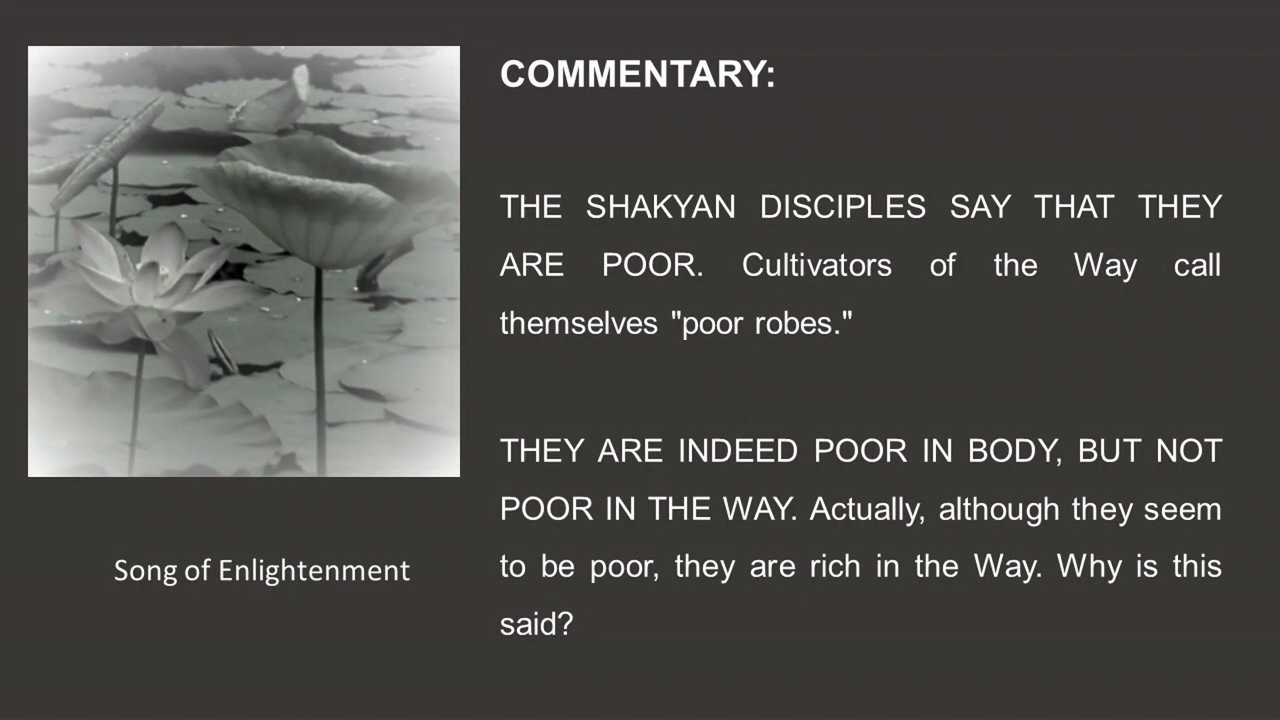 COMMENTARY:
THE SHAKYAN DISCIPLES SAY THAT THEY
ARE POOR. Cultivators of the Way call
themselves "poor robes."
THEY ARE INDEED POOR IN BODY, BUT NOT
POOR IN THE WAY. Actually, although they seem
to be poor, they are rich in the Way. Why is this
said?
Song of Enlightenment